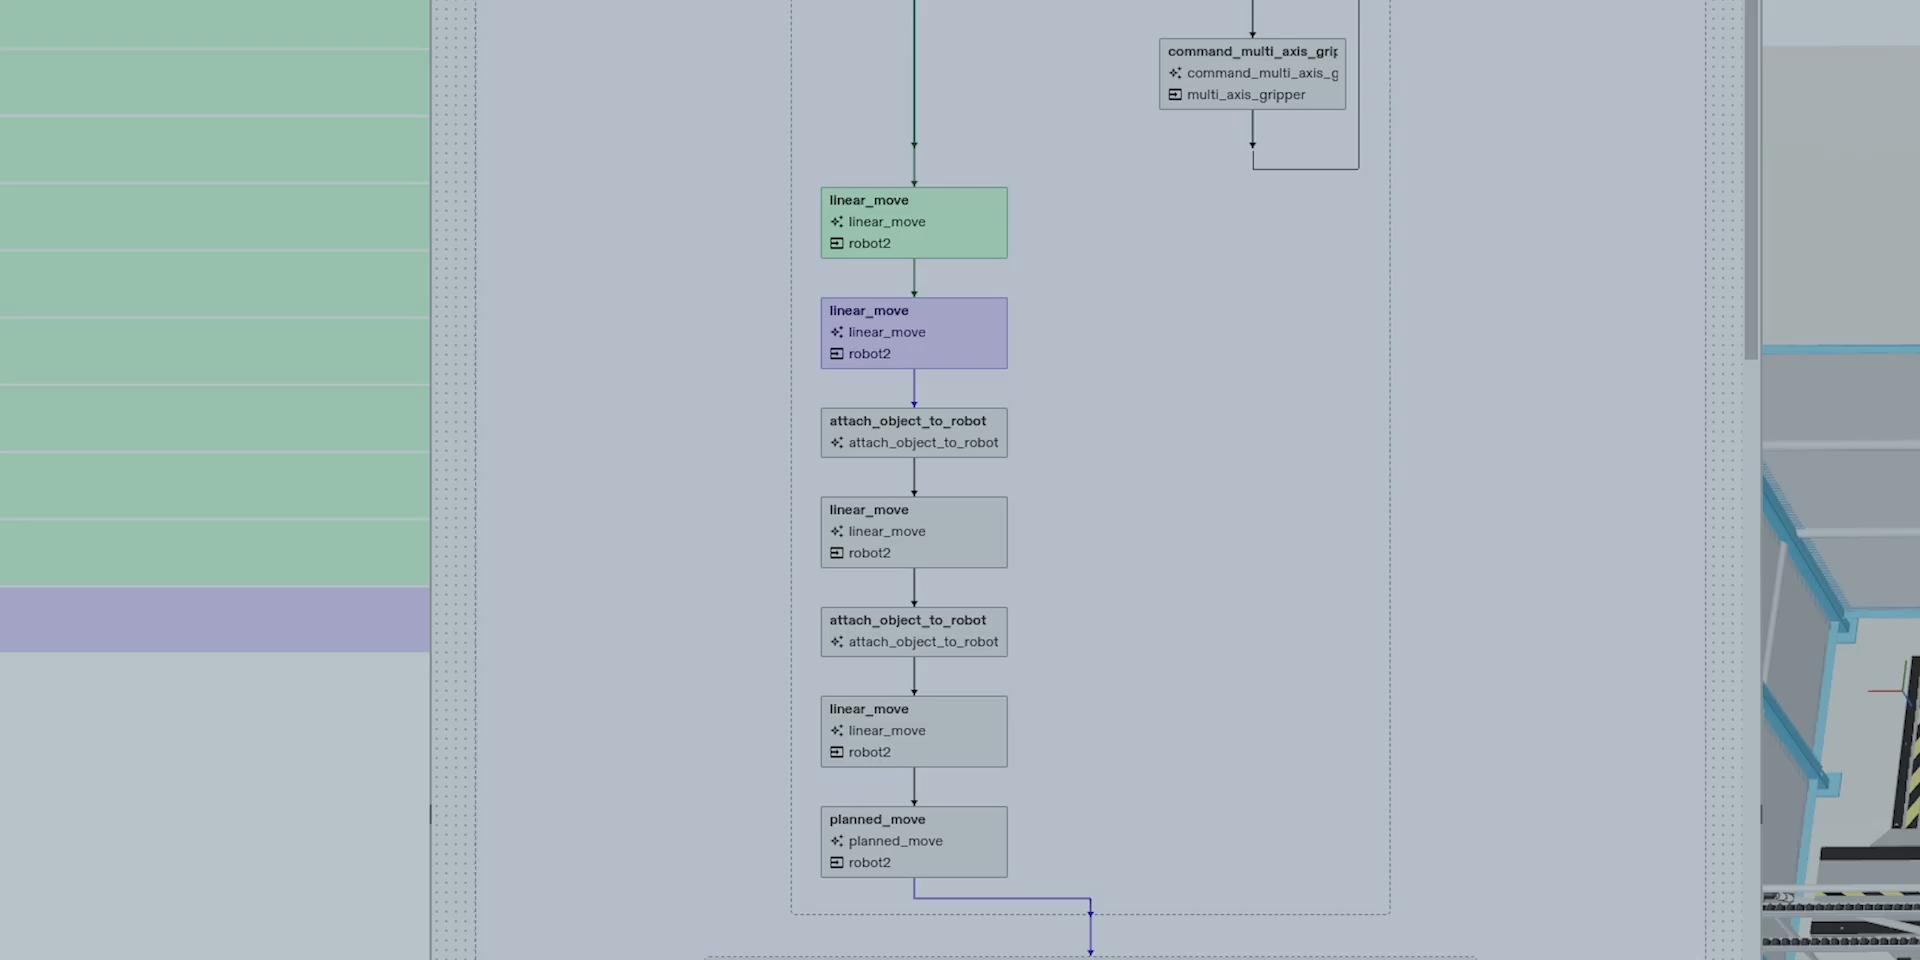 command_multi_axis_grip
command_multi_axis_g
multi_axis_gripper
linear_move
linear_move
robot2
linear_move
linear_move
robot2
attach_object_to_robot
attach_object_to_robot
linear_move
linear_move
robot2
attach_object_to_robot
attach_object_to_robot
linear_move
linear_move
robot2
planned_move
planned_move
robot2